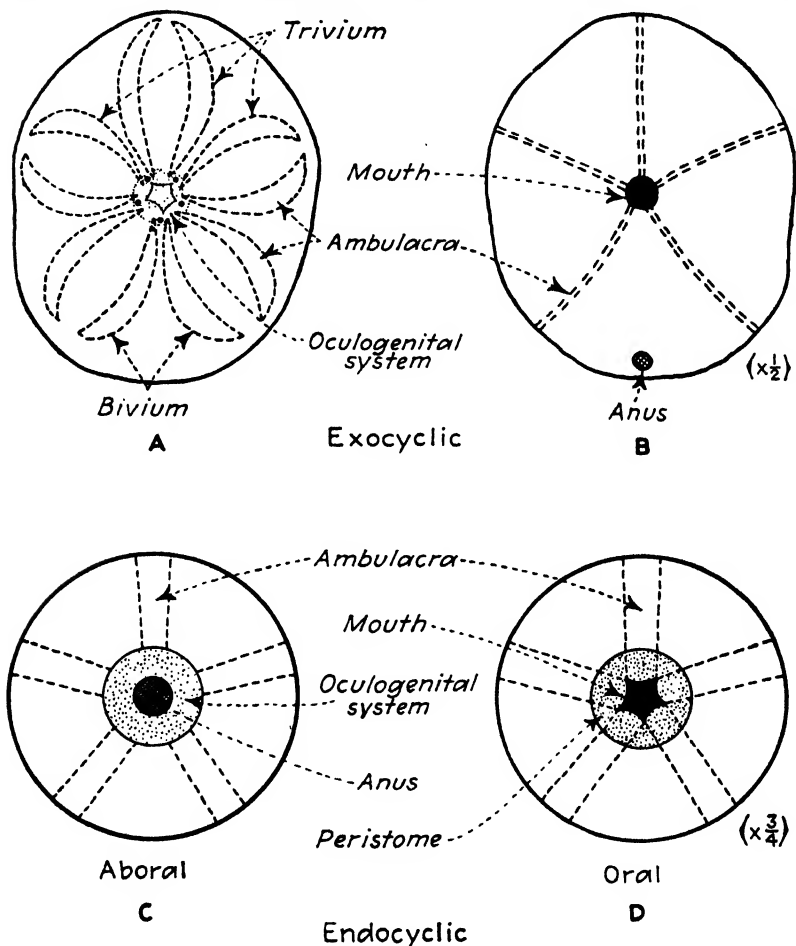 Trivium
Mouth
Ambulacra
Oculogenital
system
(x½)
Bivium
Anus
A
Exocyclic
B
Ambulacra
Mouth
Oculogenital
system
Anus
Peristome
(x¾)
Aboral
Oral
C
D
Endocyclic